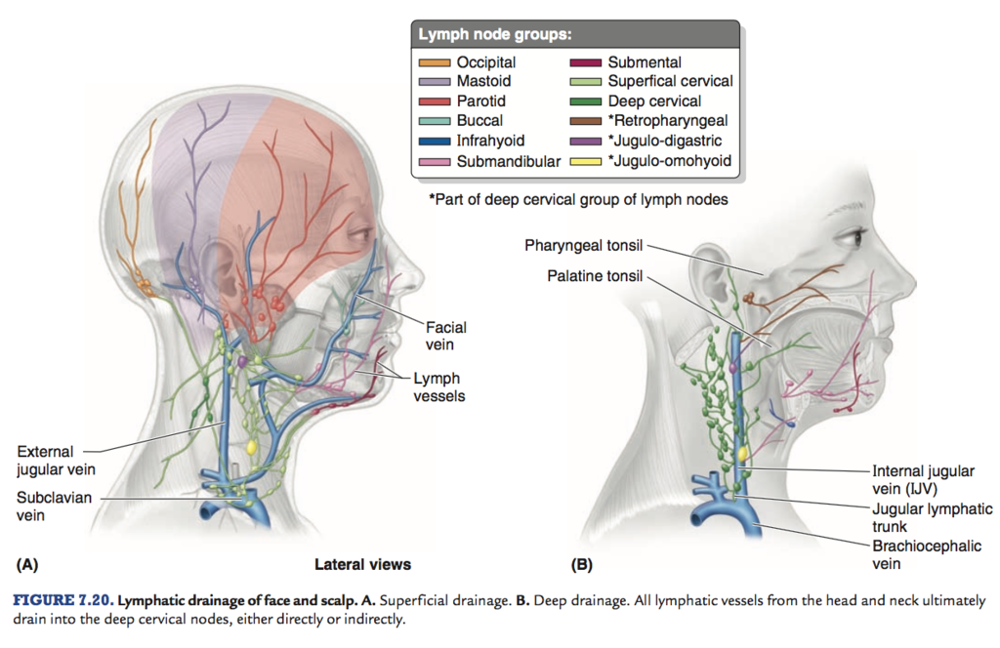 Lymph node groups:
Occipital
Mastoid
Parotid
Buccal
Infrahyoid
Submandibular
Submental
Superfical cervical
Deep cervical
*Retropharyngeal
*Jugulo-digastric
*Jugulo-omohyoid
*Part of deep cervical group of lymph nodes
Facial
vein
Lymph
vessels
External
jugular vein
Subclavian
vein
(A)
Lateral views
Pharyngeal tonsil
Palatine tonsil
Internal jugular
vein (IJV)
Jugular lymphatic
trunk
Brachiocephalic
vein
(B)
FIGURE 7.20. Lymphatic drainage of face and scalp. A. Superficial drainage. B. Deep drainage. All lymphatic vessels from the head and neck ultimately
drain into the deep cervical nodes, either directly or indirectly.